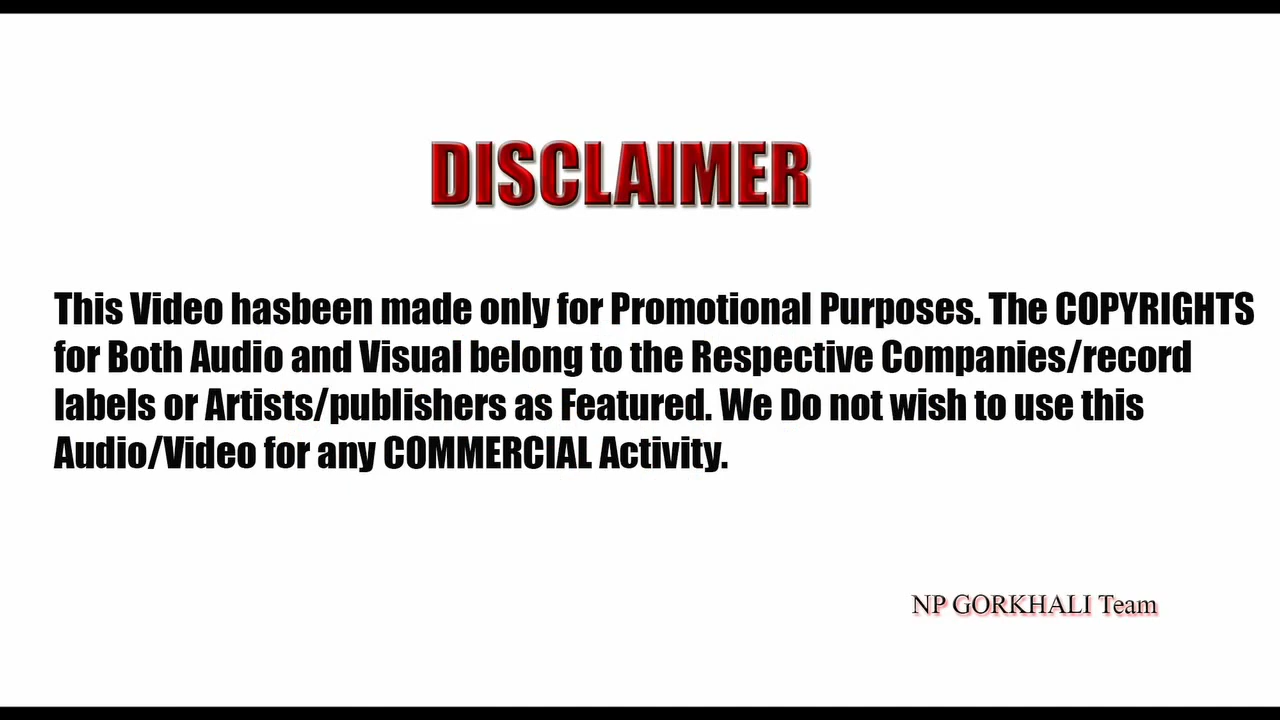 DISCLAIMER
This Video hasbeen made only for Promotional Purposes. The COPYRIGHTS
for Both Audio and Visual belong to the Respective Companies/record
labels or Artists/publishers as Featured. We Do not wish to use this
Audio/Video for any COMMERCIAL Activity.
NP GORKHALI Team